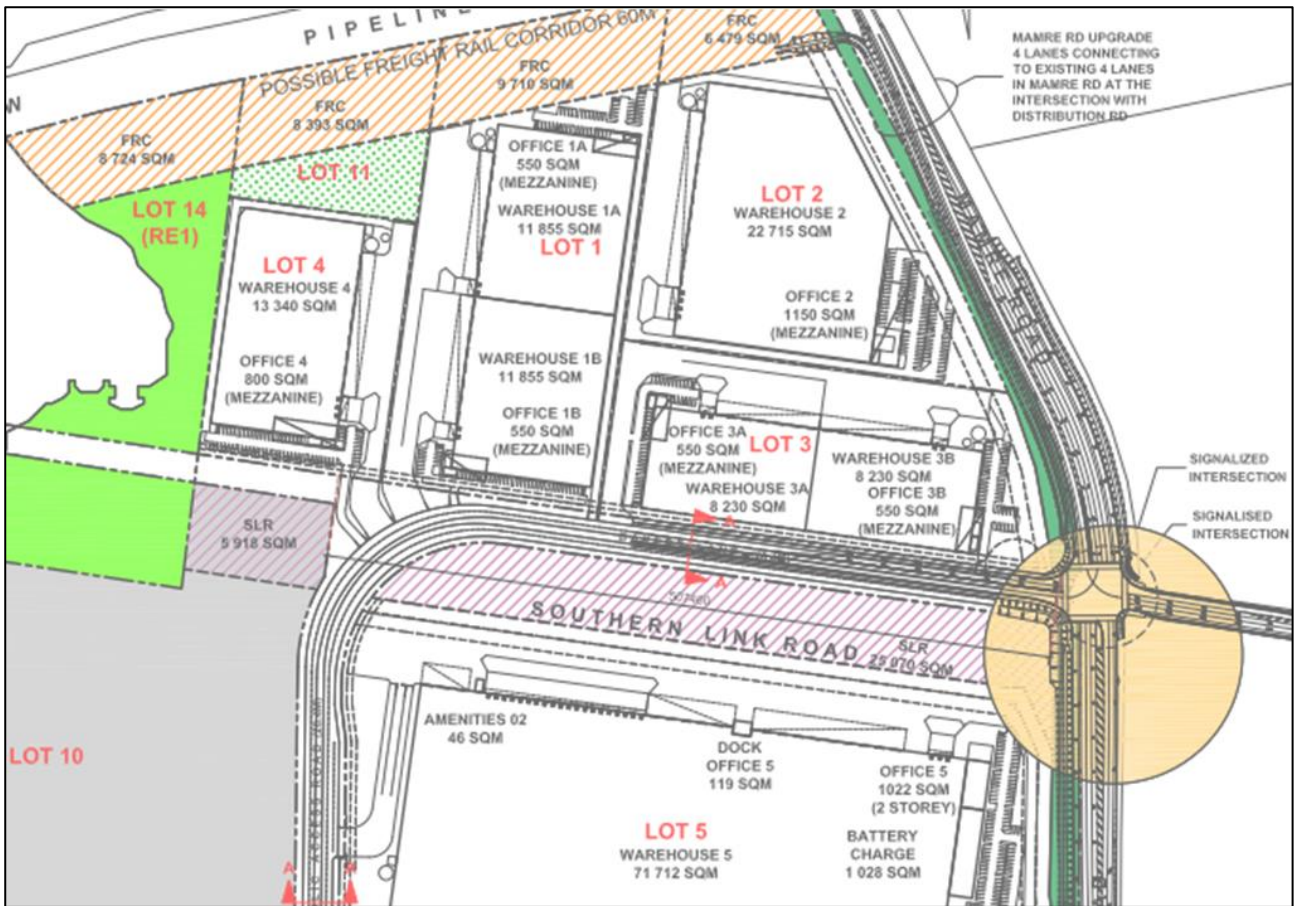 PIPELINE
POSSIBLE FREIGHT RAIL CORRIDOR 60M
FRC
6 479 SQM
FRC
9 710 SQM
FRC
8 393 SQM
FRC
8 724 SQM
W
MAMRE RD UPGRADE
4 LANES CONNECTING
TO EXISTING 4 LANES
IN MAMRE RD AT THE
INTERSECTION WITH
DISTRIBUTION RD
LOT 11
LOT 14
(RE1)
OFFICE 1A
550 SQM
(MEZZANINE)
WAREHOUSE 1A
11 855 SQM
LOT 1
LOT 2
WAREHOUSE 2
22 715 SQM
OFFICE 2
1150 SQM
(MEZZANINE)
LOT 4
WAREHOUSE 4
13 340 SQM
OFFICE 4
800 SQM
(MEZZANINE)
WAREHOUSE 1B
11 855 SQM
OFFICE 1B
550 SQM
(MEZZANINE)
OFFICE 3A
550 SQM
(MEZZANINE)
LOT 3
WAREHOUSE 3A
8 230 SQM
WAREHOUSE 3B
8 230 SQM
OFFICE 3B
550 SQM
(MEZZANINE)
SIGNALIZED
INTERSECTION
SIGNALISED
INTERSECTION
SLR
5 918 SQM
A
A
SOUTHERN LINK ROAD
SLR
25 070 SQM
AMENITIES 02
46 SQM
DOCK
OFFICE 5
119 SQM
OFFICE 5
1022 SQM
(2 STOREY)
LOT 10
LOT 5
WAREHOUSE 5
71 712 SQM
BATTERY
CHARGE
1 028 SQM
ACCESS ROAD
A
A